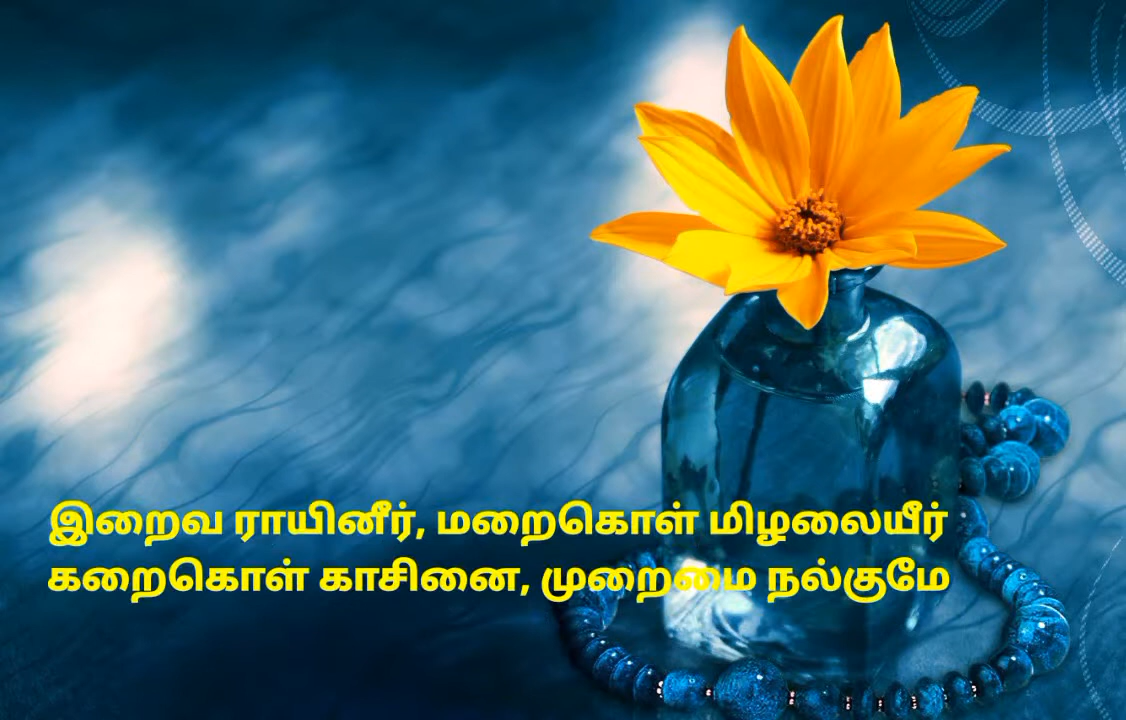 இறைவ ராயினீர், மறைகொள் மிழலையீர்
கறைகொள் காசினை, முறைமை நல்குமே